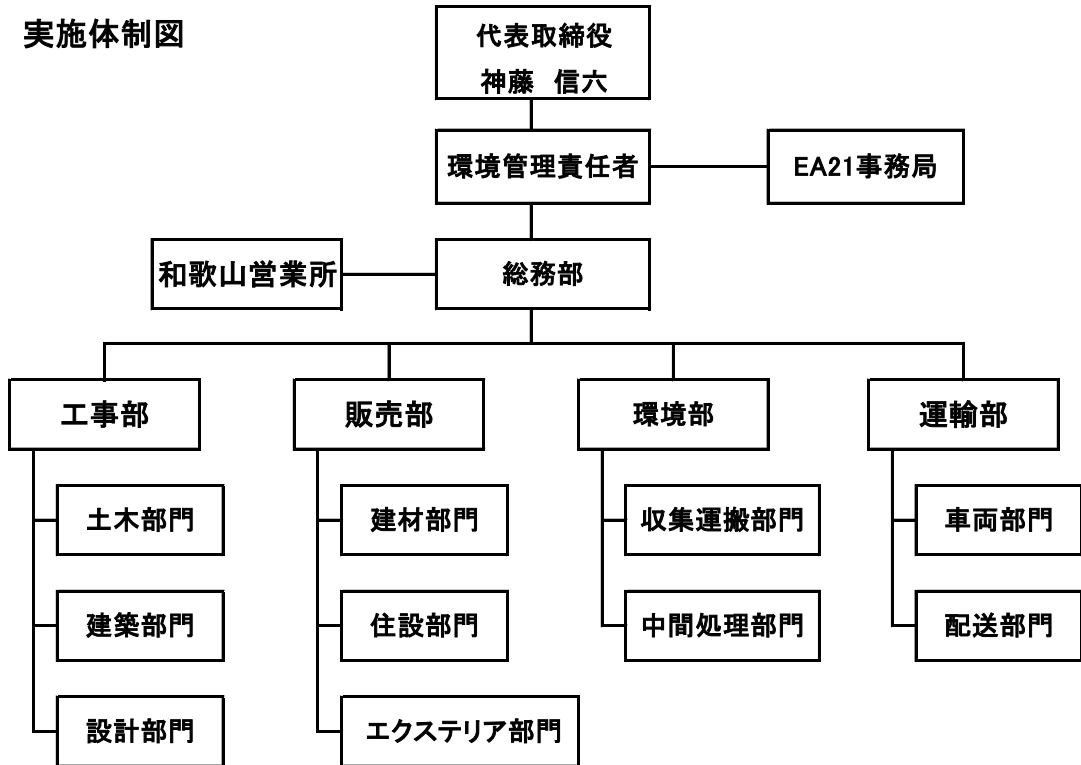 実施体制図
代表取締役
神藤　信六
環境管理責任者
EA21事務局
和歌山営業所
総務部
工事部
販売部
環境部
運輸部
土木部門
建材部門
収集運搬部門
車両部門
建築部門
住設部門
中間処理部門
配送部門
設計部門
エクステリア部門